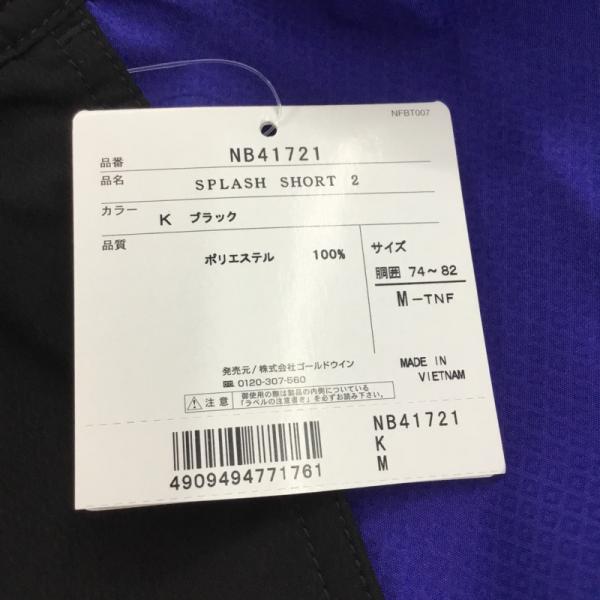 NFBT007
品番 NB41721
品名 SPLASH SHORT 2
カラー K ブラック
品質 ポリエステル 100%
サイズ
胴囲 74～82
M-TNF
発売元/株式会社ゴールドウイン
0120-307-560
注意 御使用の際は製品の内側についている
「ラベルの注意書き」を必ずお読み下さい。
MADE IN
VIETNAM
4909494771761
NB41721
K
M